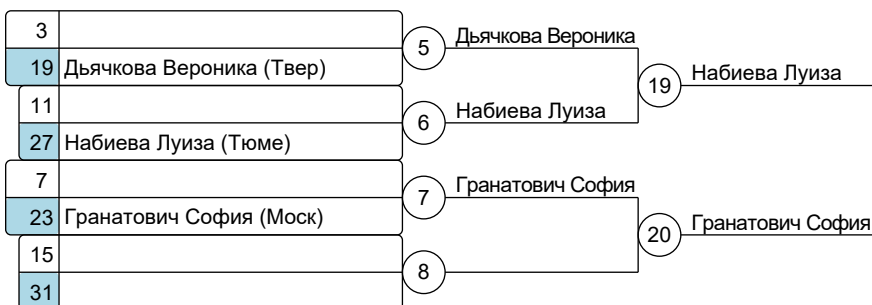 3
5
Дьячкова Вероника
19 Дьячкова Вероника (Твер)
19
Набиева Луиза
11
6
Набиева Луиза
27 Набиева Луиза (Тюме)
7
7
Гранатович София
23 Гранатович София (Моск)
20
Гранатович София
15
8
31